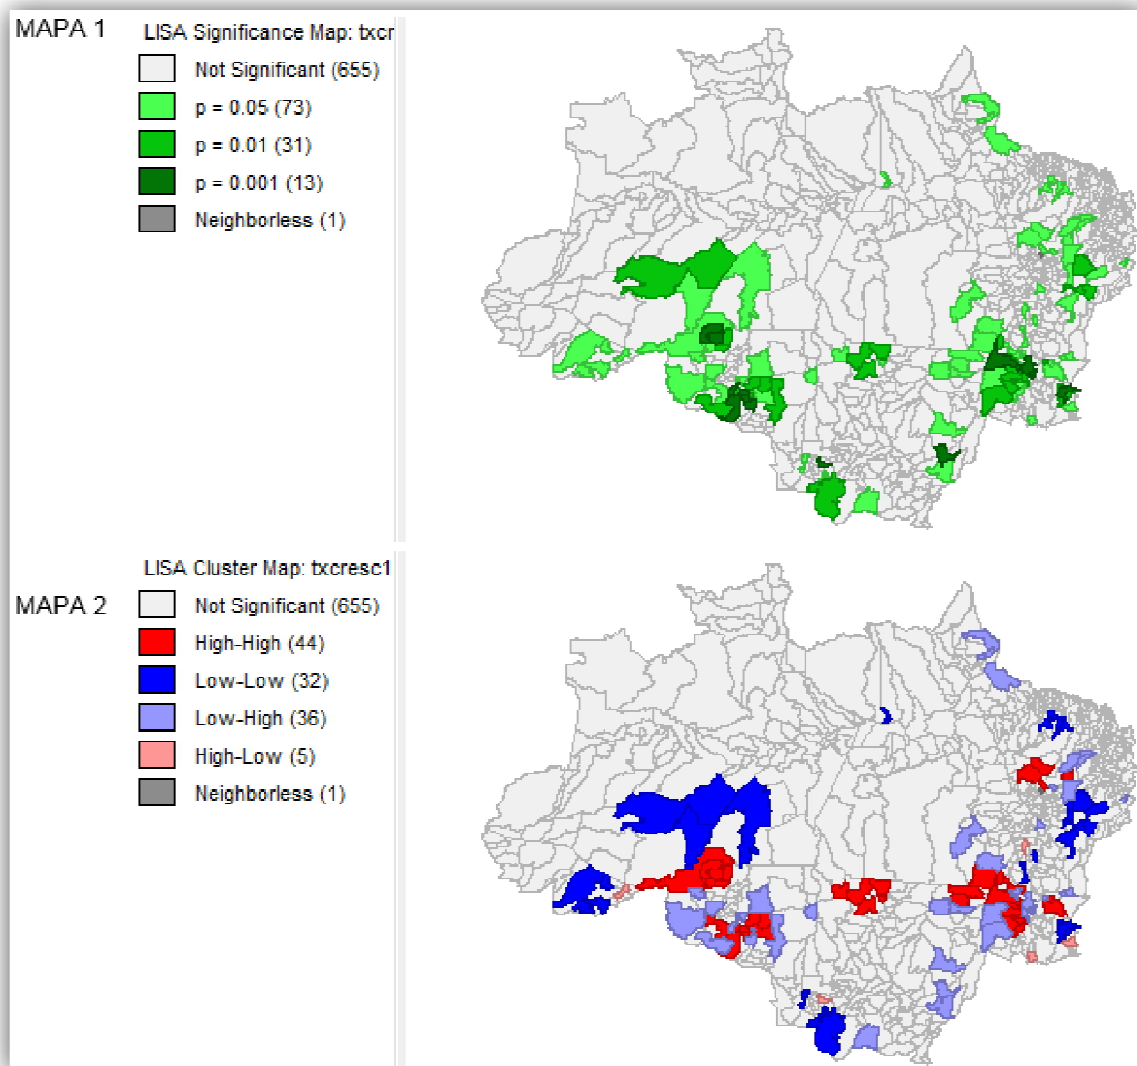 MAPA 1
LISA Significance Map: txcr
Not Significant (655)
p = 0.05 (73)
p = 0.01 (31)
p = 0.001 (13)
Neighborless (1)
LISA Cluster Map: txcresc1
MAPA 2
Not Significant (655)
High-High (44)
Low-Low (32)
Low-High (36)
High-Low (5)
Neighborless (1)